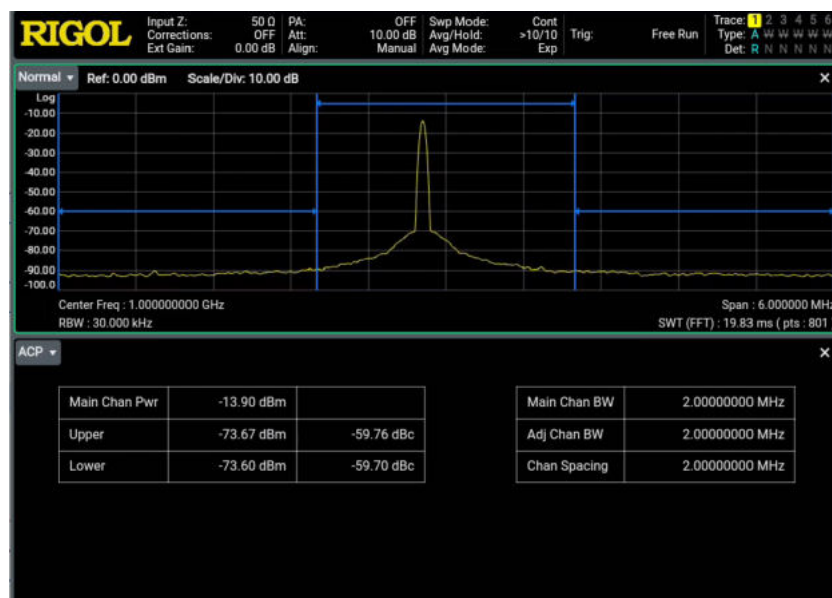 RIGOL
Input Z: 50 Ω PA: OFF Swp Mode: Cont Trace: 1 2 3 4 5 6
Corrections: OFF Att: 10.00 dB Avg/Hold: >10/10 Trig: Free Run Type: A W W W W W
Ext Gain: 0.00 dB Align: Manual Avg Mode: Exp Det: R N N N N N
Normal Ref: 0.00 dBm Scale/Div: 10.00 dB
Log
-10.00
-20.00
-30.00
-40.00
-50.00
-60.00
-70.00
-80.00
-90.00
-100.0
Center Freq : 1.000000000 GHz Span : 6.000000 MHz
RBW : 30.000 kHz SWT (FFT) : 19.83 ms ( pts : 801
ACP
Main Chan Pwr -13.90 dBm Main Chan BW 2.00000000 MHz
Upper -73.67 dBm -59.76 dBc Adj Chan BW 2.00000000 MHz
Lower -73.60 dBm -59.70 dBc Chan Spacing 2.00000000 MHz